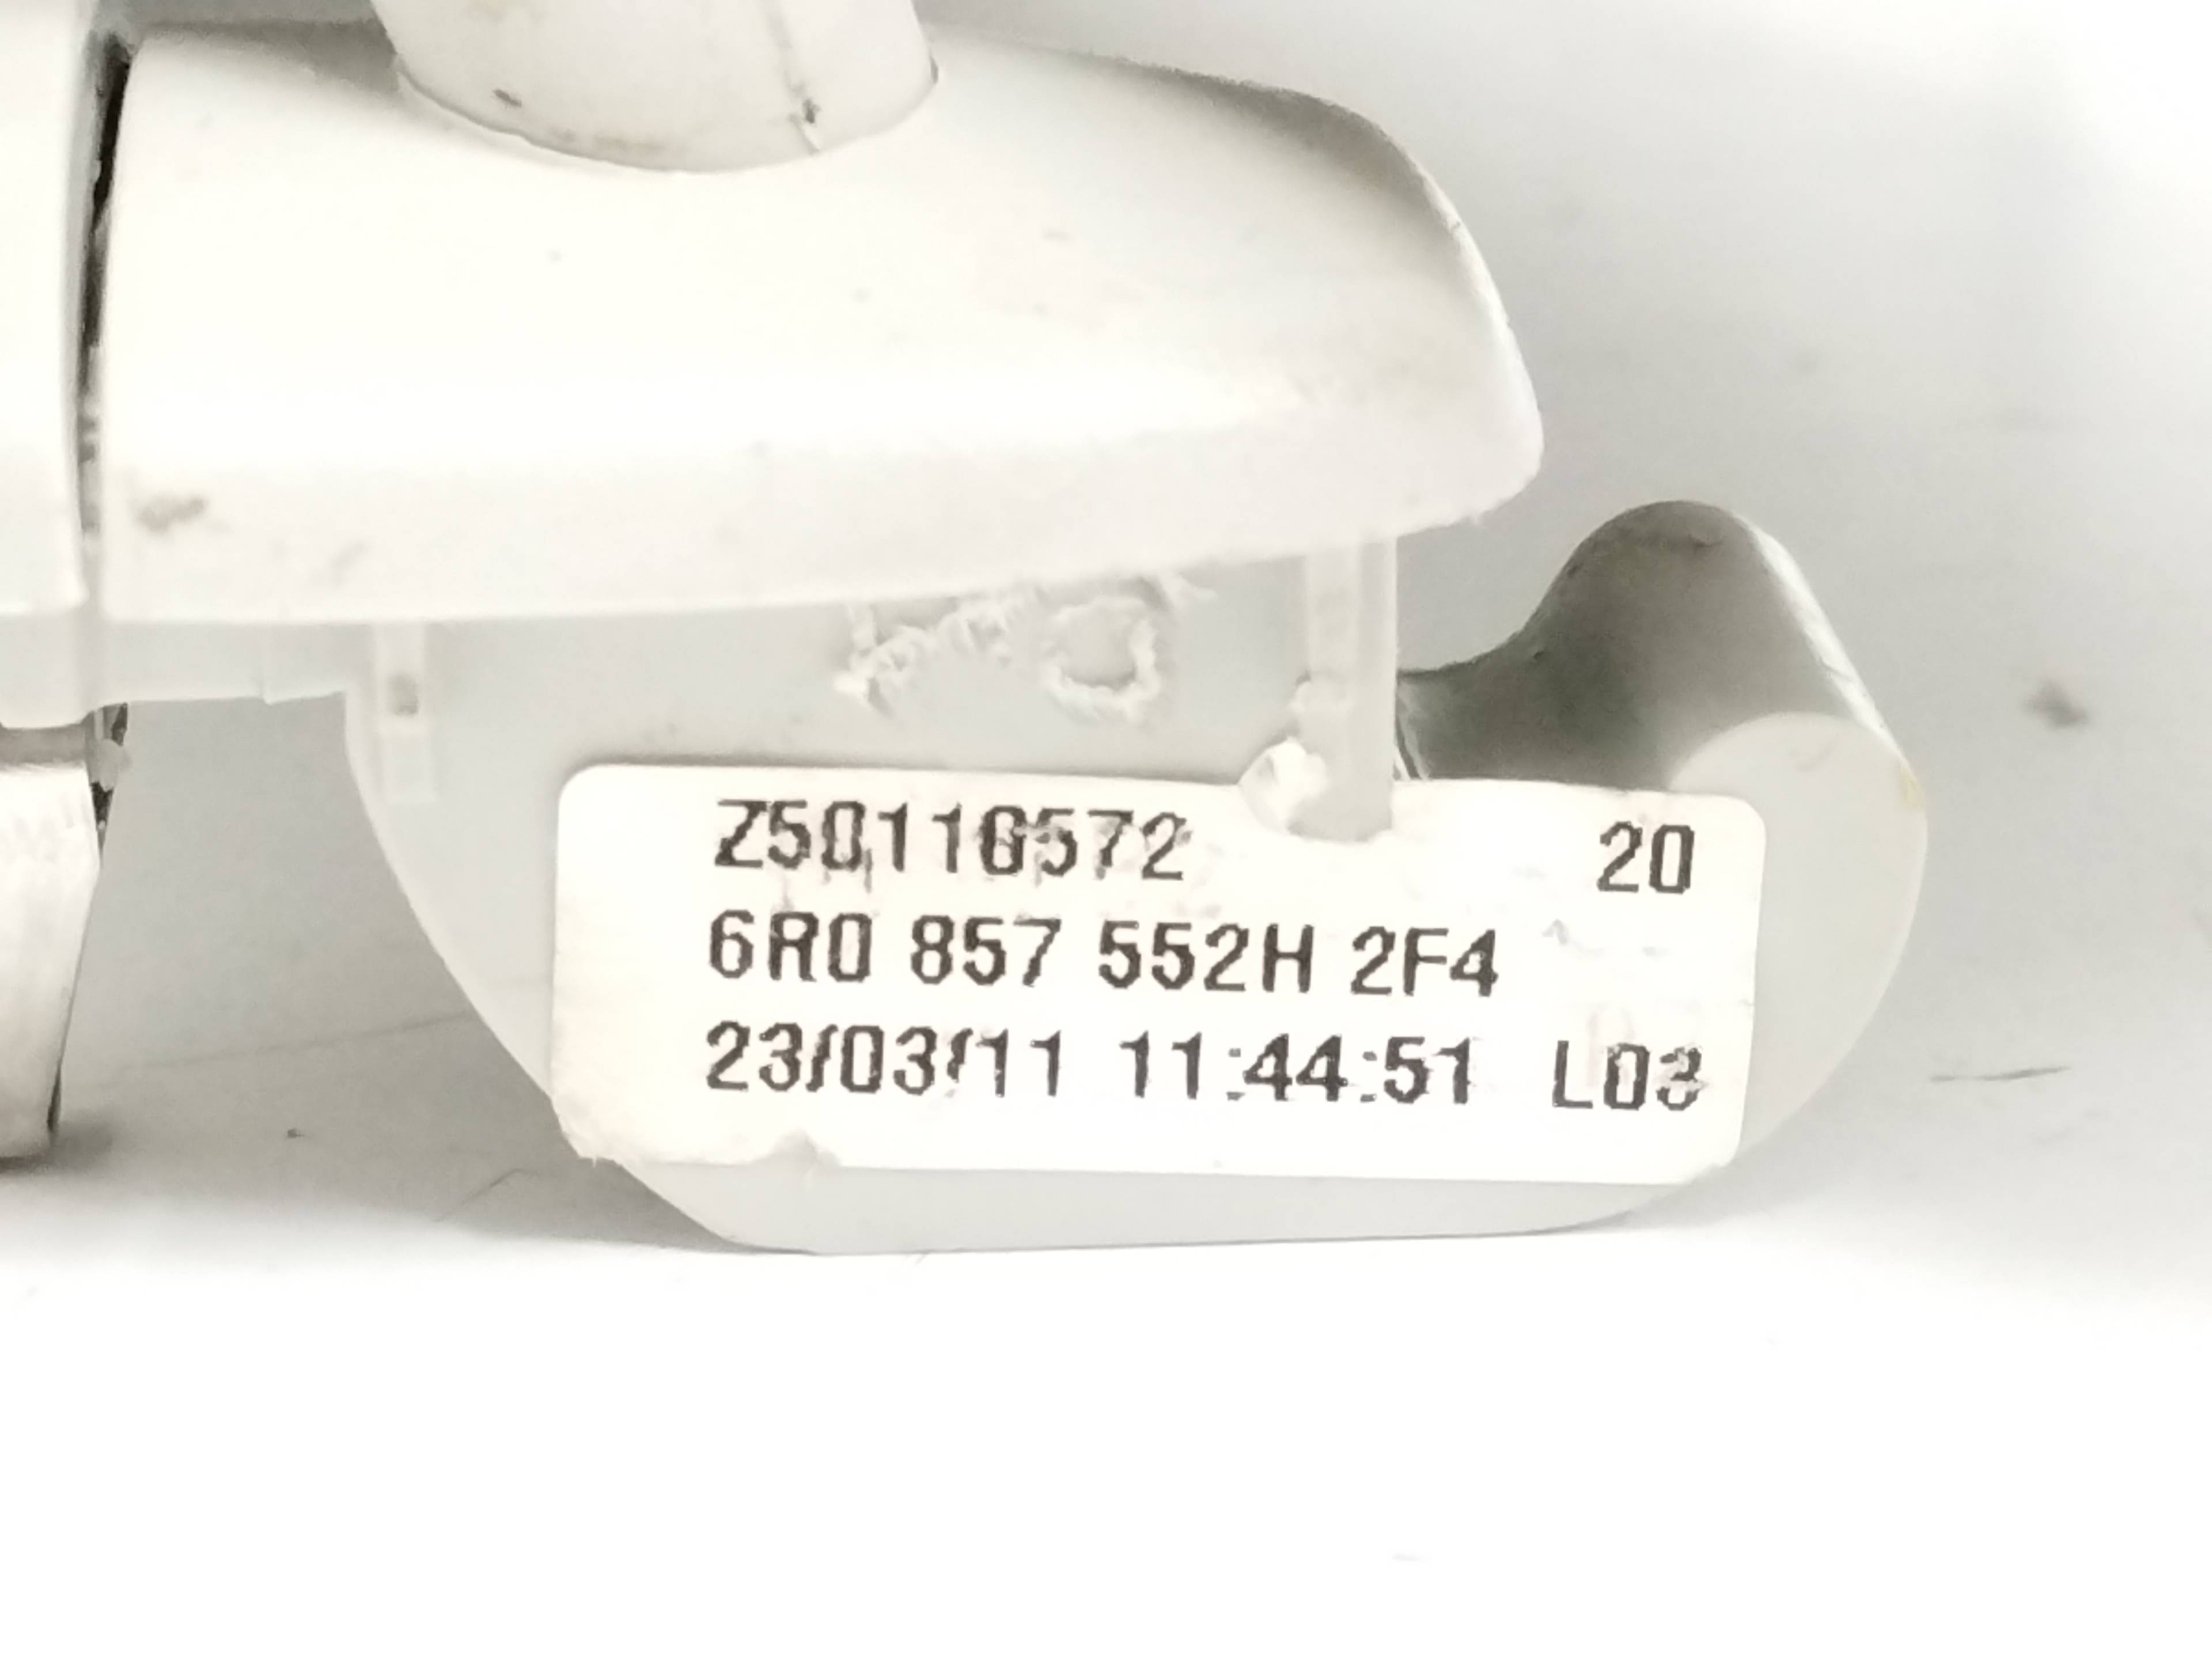 Z50110572 20
6R0 857 552H 2F4
23/03/11 11:44:51 L03